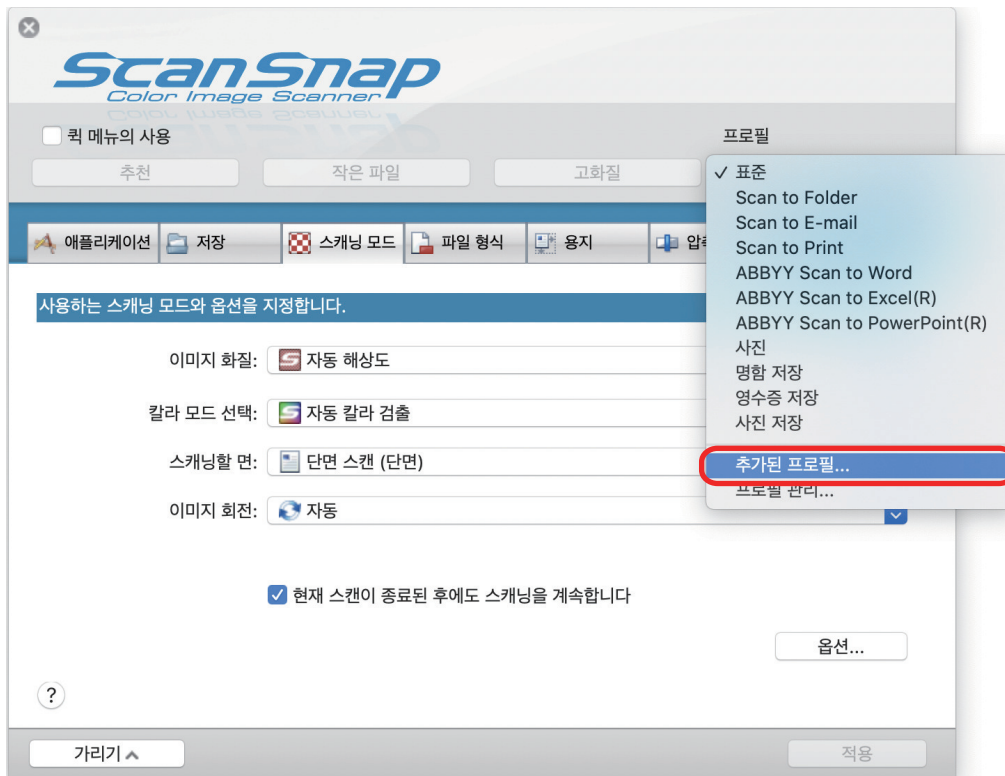 ScanSnap
Color Image Scanner
퀵 메뉴의 사용
프로필
추천
작은 파일
고화질
✓ 표준
Scan to Folder
Scan to E-mail
Scan to Print
ABBYY Scan to Word
ABBYY Scan to Excel(R)
ABBYY Scan to PowerPoint(R)
사진
명함 저장
영수증 저장
사진 저장
추가된 프로필...
프로필 관리...
애플리케이션
저장
스캐닝 모드
파일 형식
용지
사용하는 스캐닝 모드와 옵션을 지정합니다.
이미지 화질: 자동 해상도
칼라 모드 선택: 자동 칼라 검출
스캐닝할 면: 단면 스캔 (단면)
이미지 회전: 자동
현재 스캔이 종료된 후에도 스캐닝을 계속합니다
옵션...
?
가리기
적용